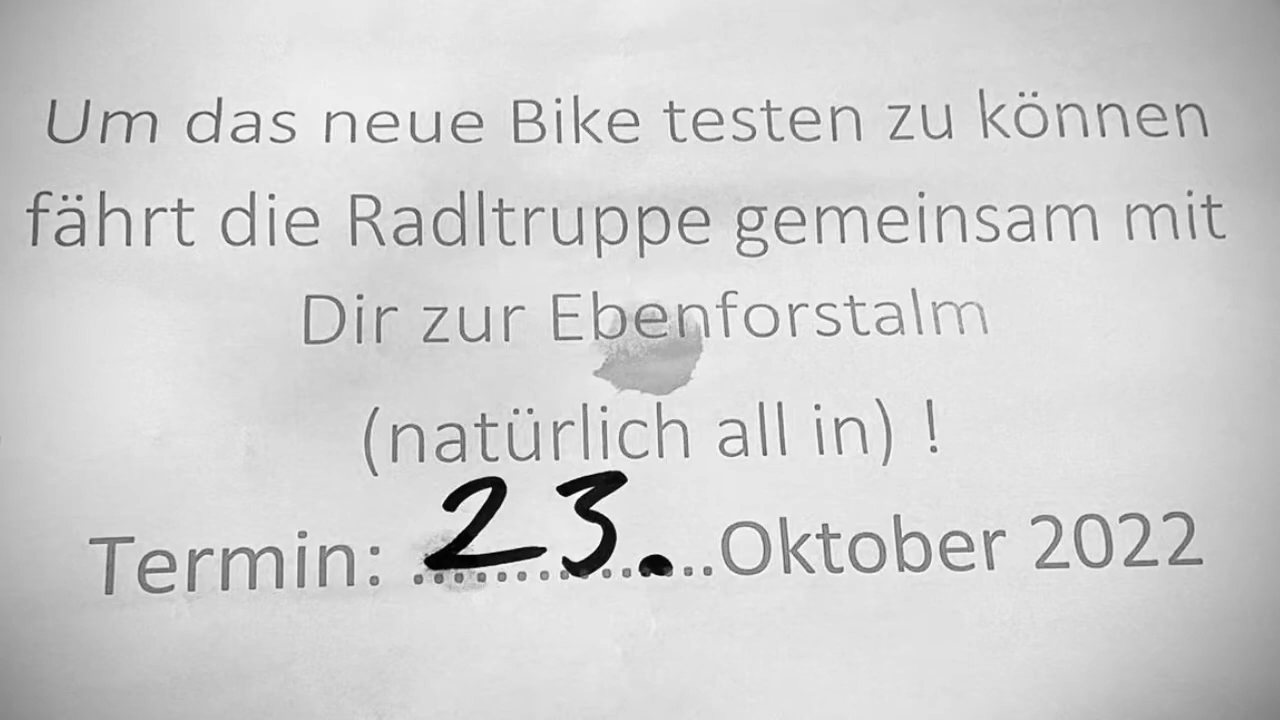 Um das neue Bike testen zu können
fährt die Radltruppe gemeinsam mit
Dir zur Ebenforstalm
(natürlich all in) !
Termin: 23. Oktober 2022